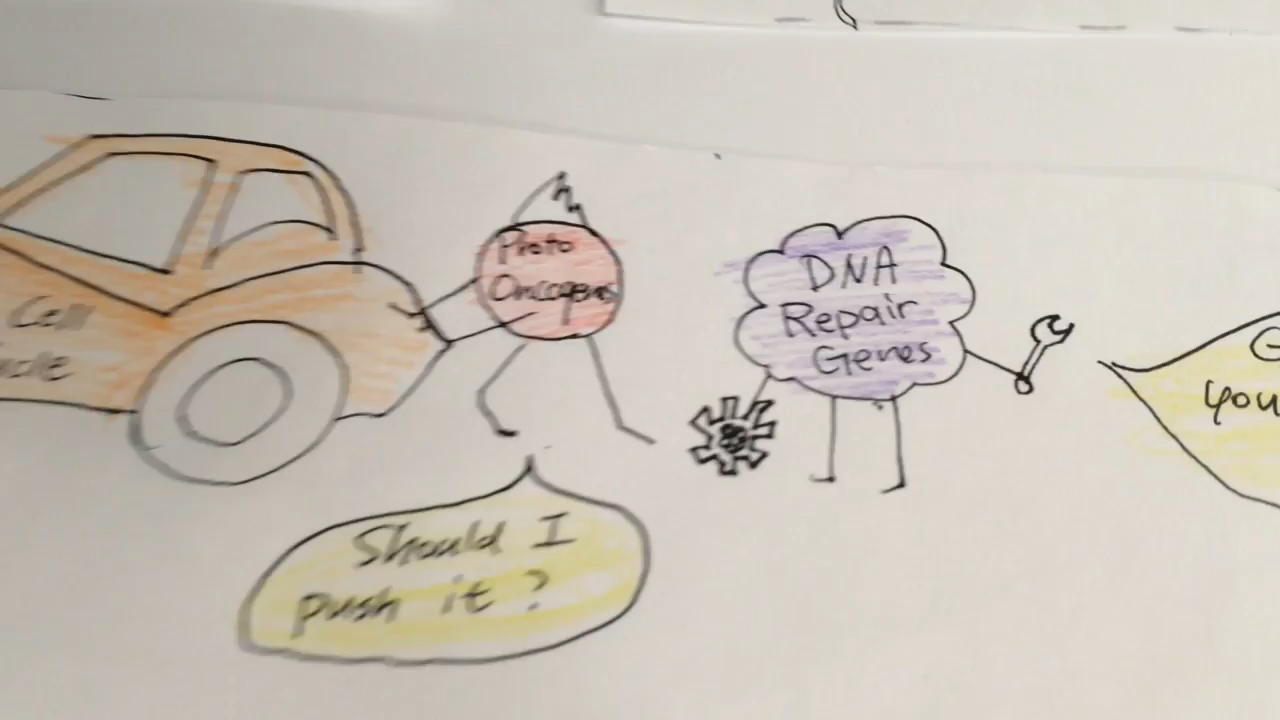 Cell
Proto
Oncogenes
DNA
Repair
Genes
you
Should I
push it?